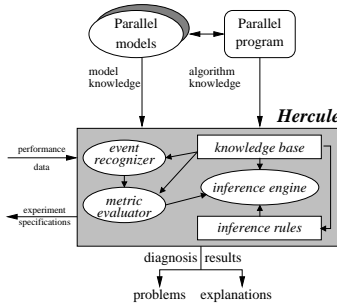 Parallel
models
Parallel
program
model
knowledge
algorithm
knowledge
Hercule
performance
data
event
recognizer
knowledge base
inference engine
metric
evaluator
experiment
specifications
inference rules
diagnosis results
problems
explanations